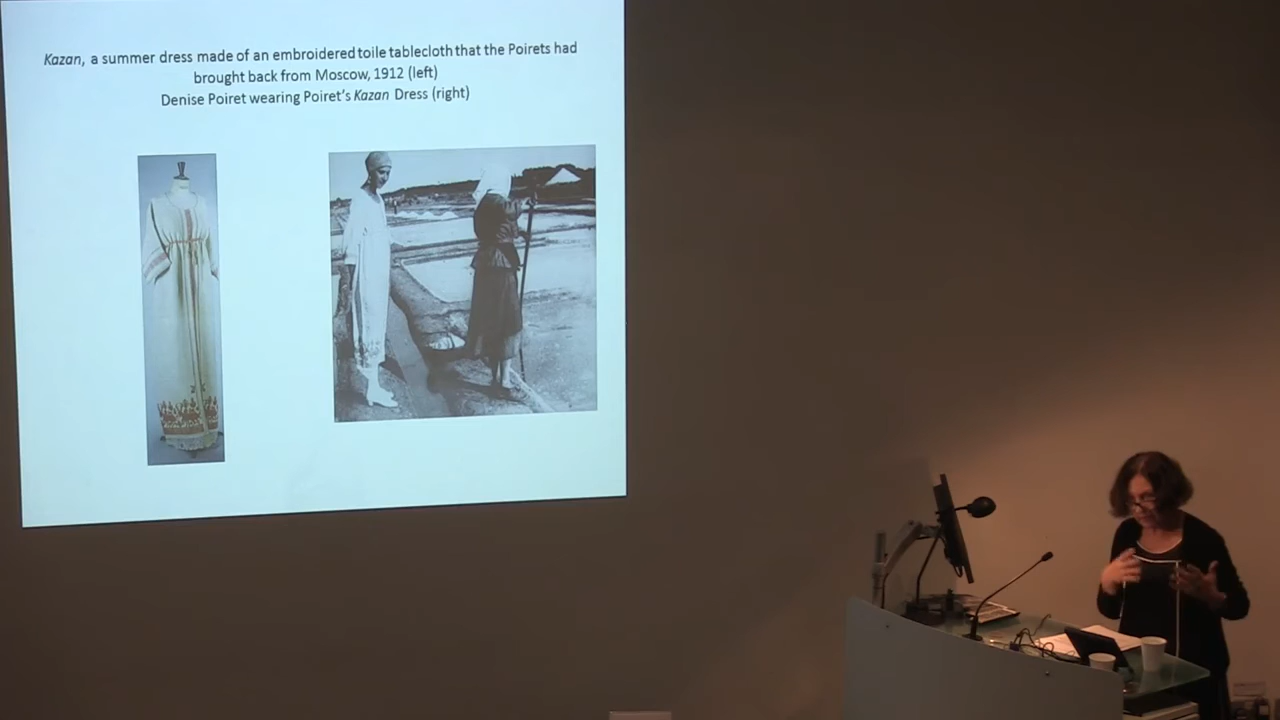 Kazan, a summer dress made of an embroidered toile tablecloth that the Poirets had
brought back from Moscow, 1912 (left)
Denise Poiret wearing Poiret's Kazan Dress (right)